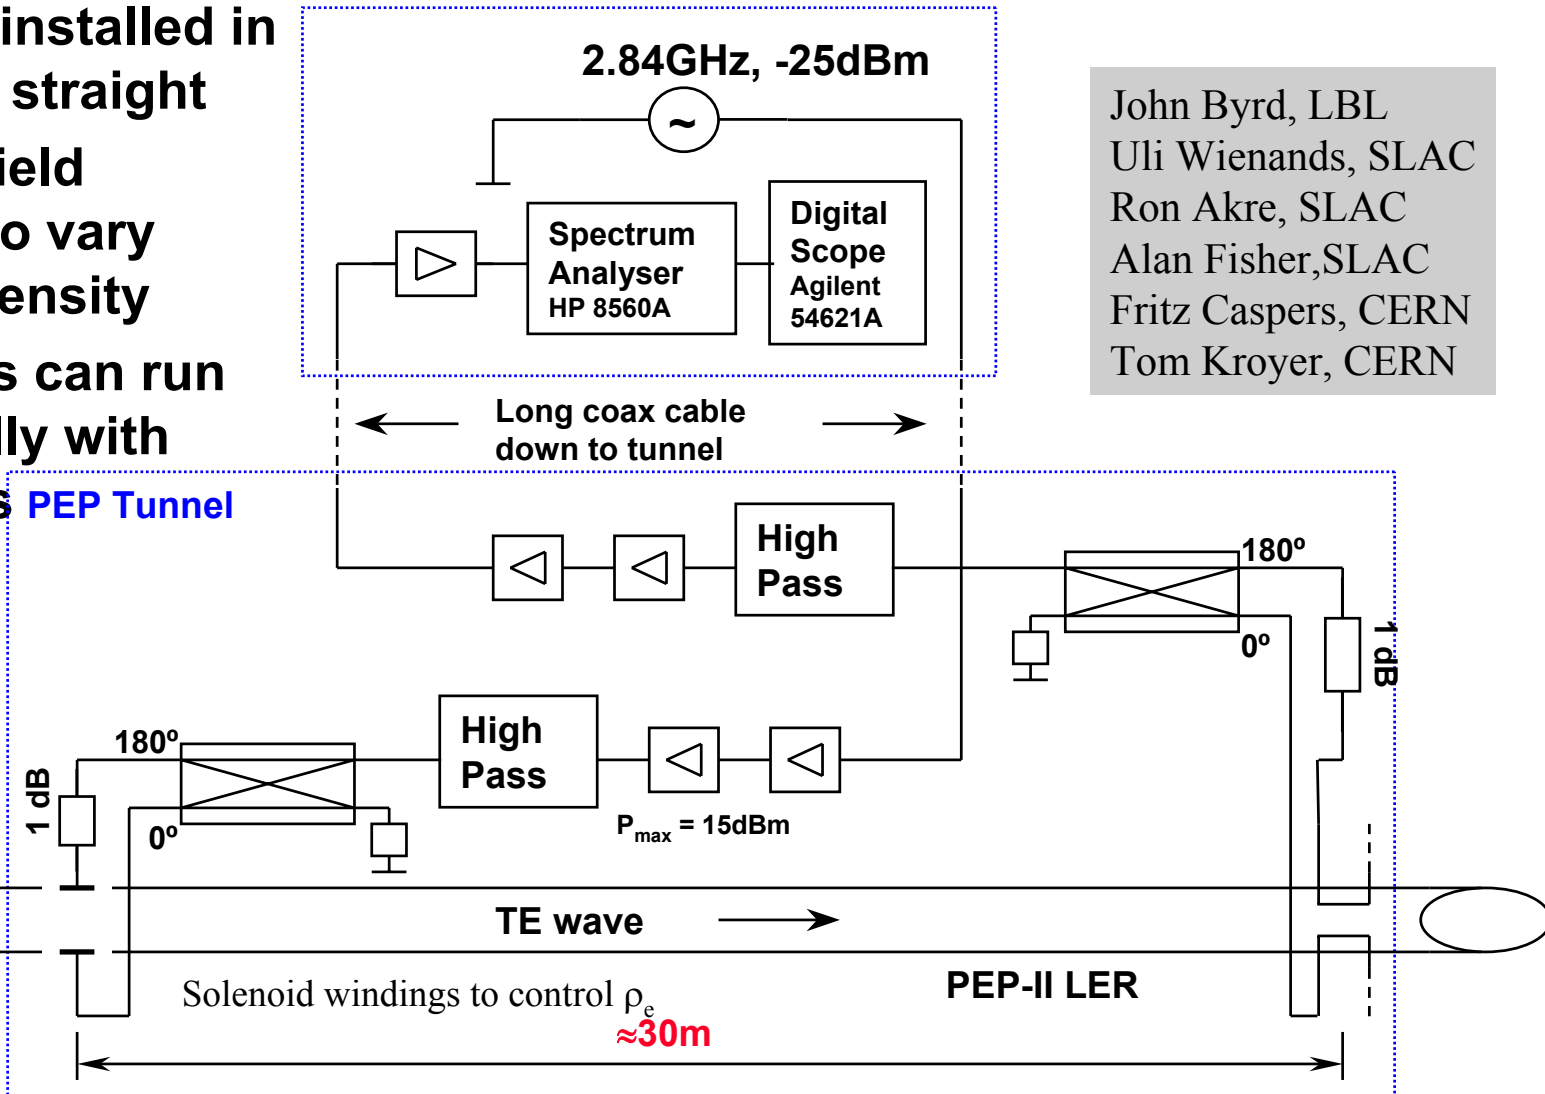 installed in
straight
ield
o vary
ensity
s can run
lly with
s
2.84GHz, -25dBm
~
Spectrum
Analyser
HP 8560A
Digital
Scope
Agilent
54621A
John Byrd, LBL
Uli Wienands, SLAC
Ron Akre, SLAC
Alan Fisher,SLAC
Fritz Caspers, CERN
Tom Kroyer, CERN
Long coax cable
down to tunnel
PEP Tunnel
High
Pass
180º
0º
1 dB
High
Pass
180º
0º
1 dB
Pmax = 15dBm
TE wave
PEP-II LER
Solenoid windings to control ρe
≈30m